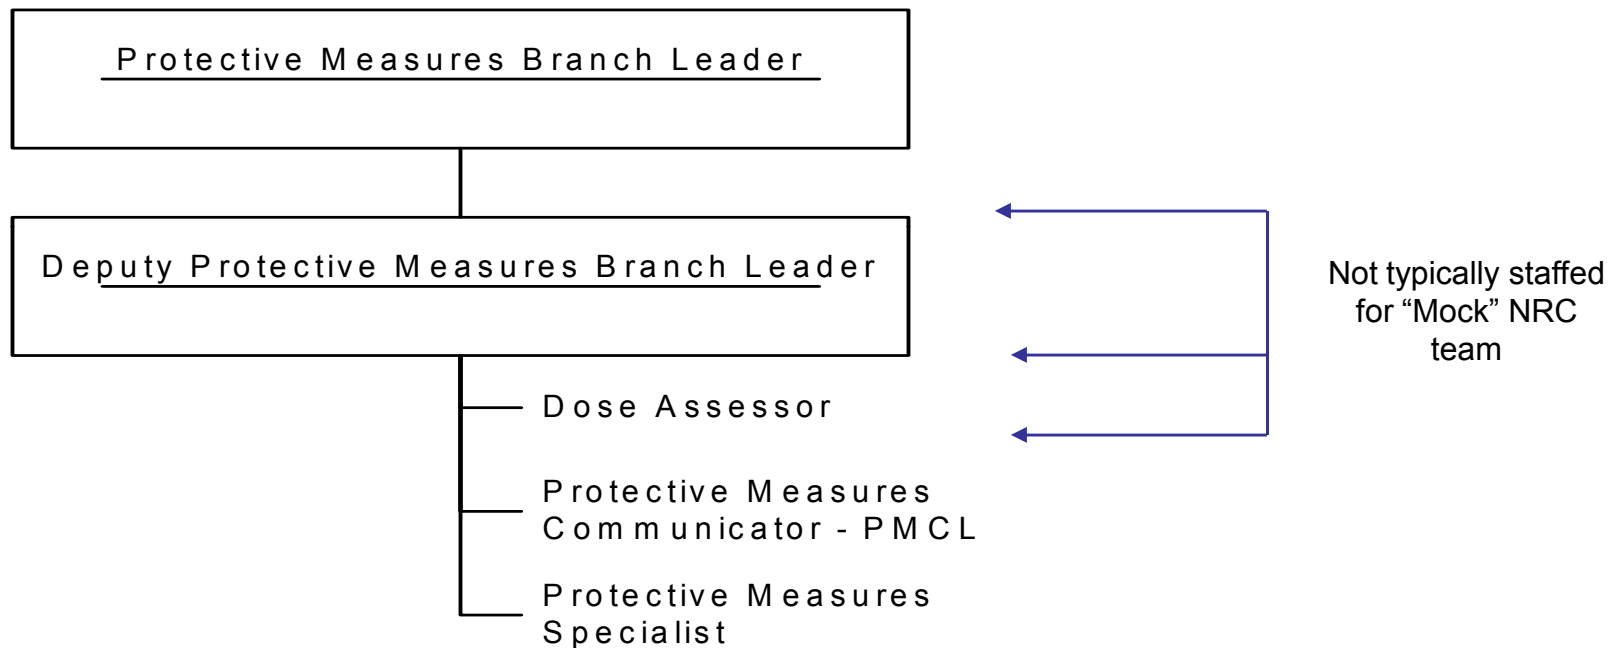 Protective Measures Branch Leader
Deputy Protective Measures Branch Leader
Not typically staffed
for “Mock” NRC
team
Dose Assessor
Protective Measures
Communicator - PMCL
Protective Measures
Specialist